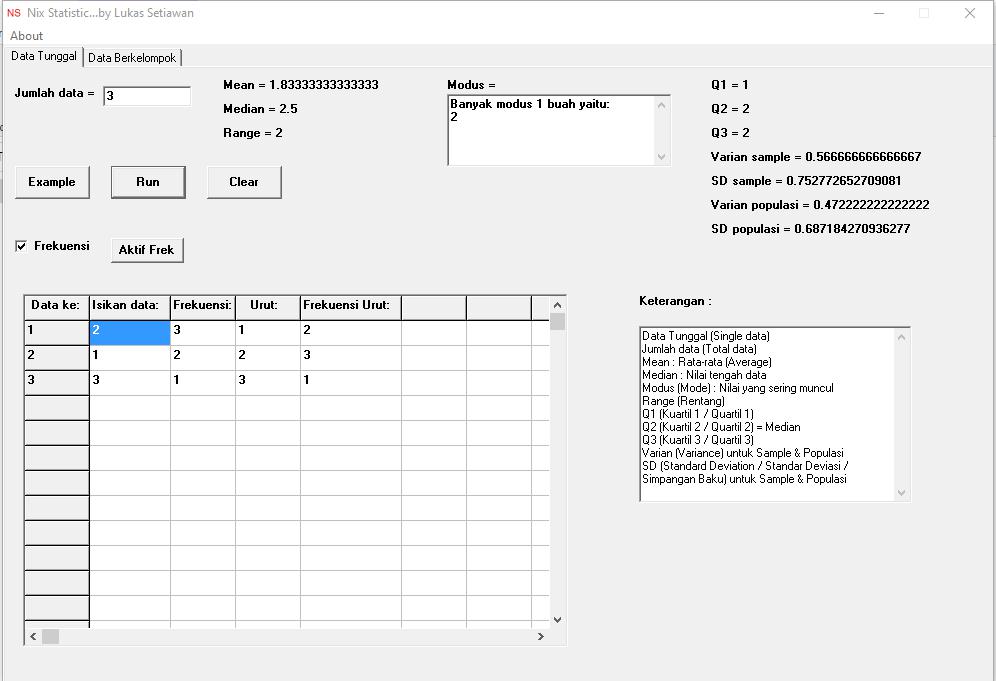 NS Nix Statistic...by Lukas Setiawan
About
Data Tunggal Data Berkelompok
Jumlah data = 3
Mean = 1.83333333333333
Median = 2.5
Range = 2
Modus =
Banyak modus 1 buah yaitu:
2
Q1 = 1
Q2 = 2
Q3 = 2
Varian sample = 0.566666666666667
SD sample = 0.752772652709081
Varian populasi = 0.472222222222222
SD populasi = 0.687184270936277
Example Run Clear
Frekuensi Aktif Frek
Data ke: Isikan data: Frekuensi: Urut: Frekuensi Urut:
1 2 3 1 2
2 1 2 2 3
3 3 1 3 1
Keterangan :
Data Tunggal (Single data)
Jumlah data (Total data)
Mean : Rata-rata (Average)
Median : Nilai tengah data
Modus (Mode) : Nilai yang sering muncul
Range (Rentang)
Q1 (Kuartil 1 / Quartil 1)
Q2 (Kuartil 2 / Quartil 2) = Median
Q3 (Kuartil 3 / Quartil 3)
Varian (Variance) untuk Sample & Populasi
SD (Standard Deviation / Standar Deviasi /
Simpangan Baku) untuk Sample & Populasi